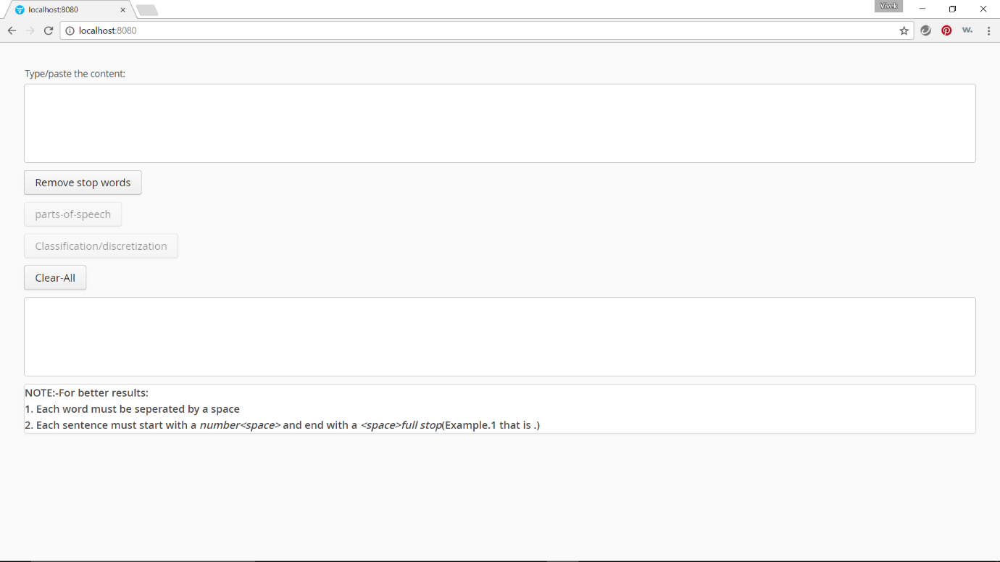 localhost:8080
Vivek
localhost:8080
w.
Type/paste the content:
Remove stop words
parts-of-speech
Classification/discretization
Clear-All
NOTE:-For better results:
1. Each word must be seperated by a space
2. Each sentence must start with a number<space> and end with a <space>full stop(Example.1 that is .)